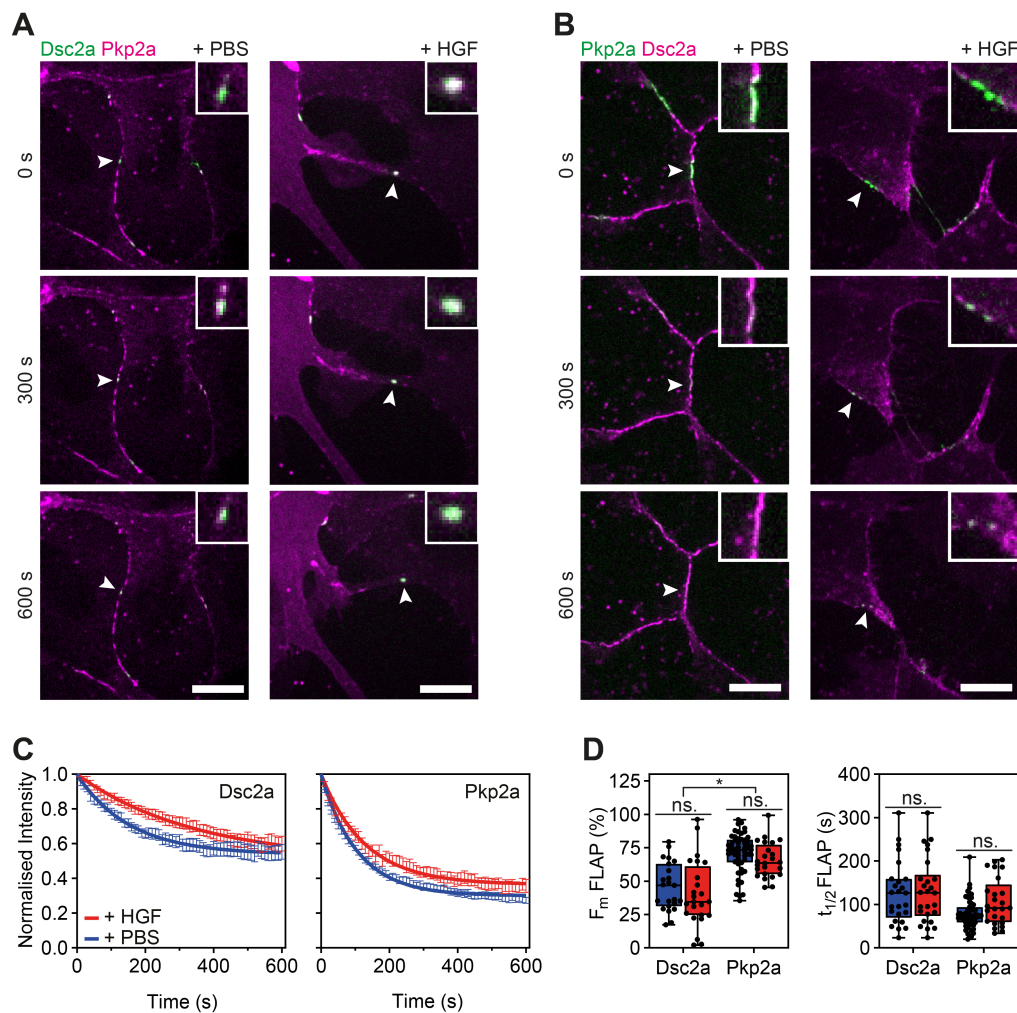 A
B
Dsc2a Pkp2a + PBS
+ HGF
Pkp2a Dsc2a + PBS
+ HGF
0 s
0 s
300 s
300 s
600 s
600 s
C
D
Normalised Intensity
1.0
0.8
0.6
0.4
0.2
0.0
Dsc2a
+ HGF
+ PBS
0
200
400
600
Time (s)
Pkp2a
0
200
400
600
Time (s)
Fm FLAP (%)
125
100
75
50
25
0
*
ns.
ns.
Dsc2a
Pkp2a
t1/2 FLAP (s)
400
300
200
100
0
ns.
ns.
Dsc2a
Pkp2a